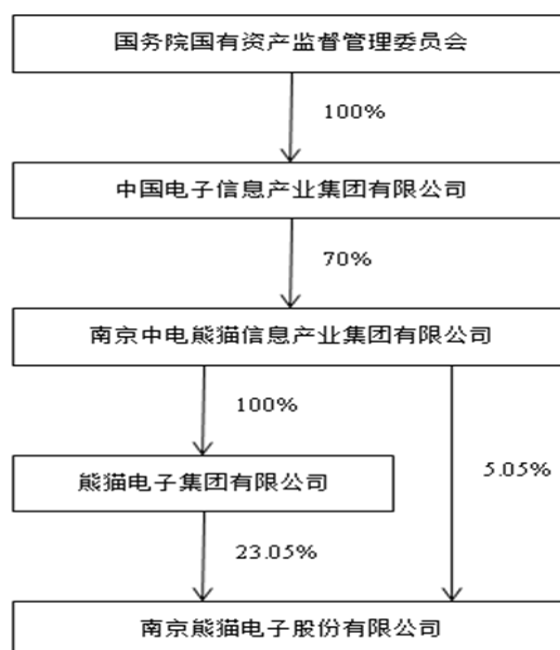 国务院国有资产监督管理委员会
100%
中国电子信息产业集团有限公司
70%
南京中电熊猫信息产业集团有限公司
100%
5.05%
熊猫电子集团有限公司
23.05%
南京熊猫电子股份有限公司